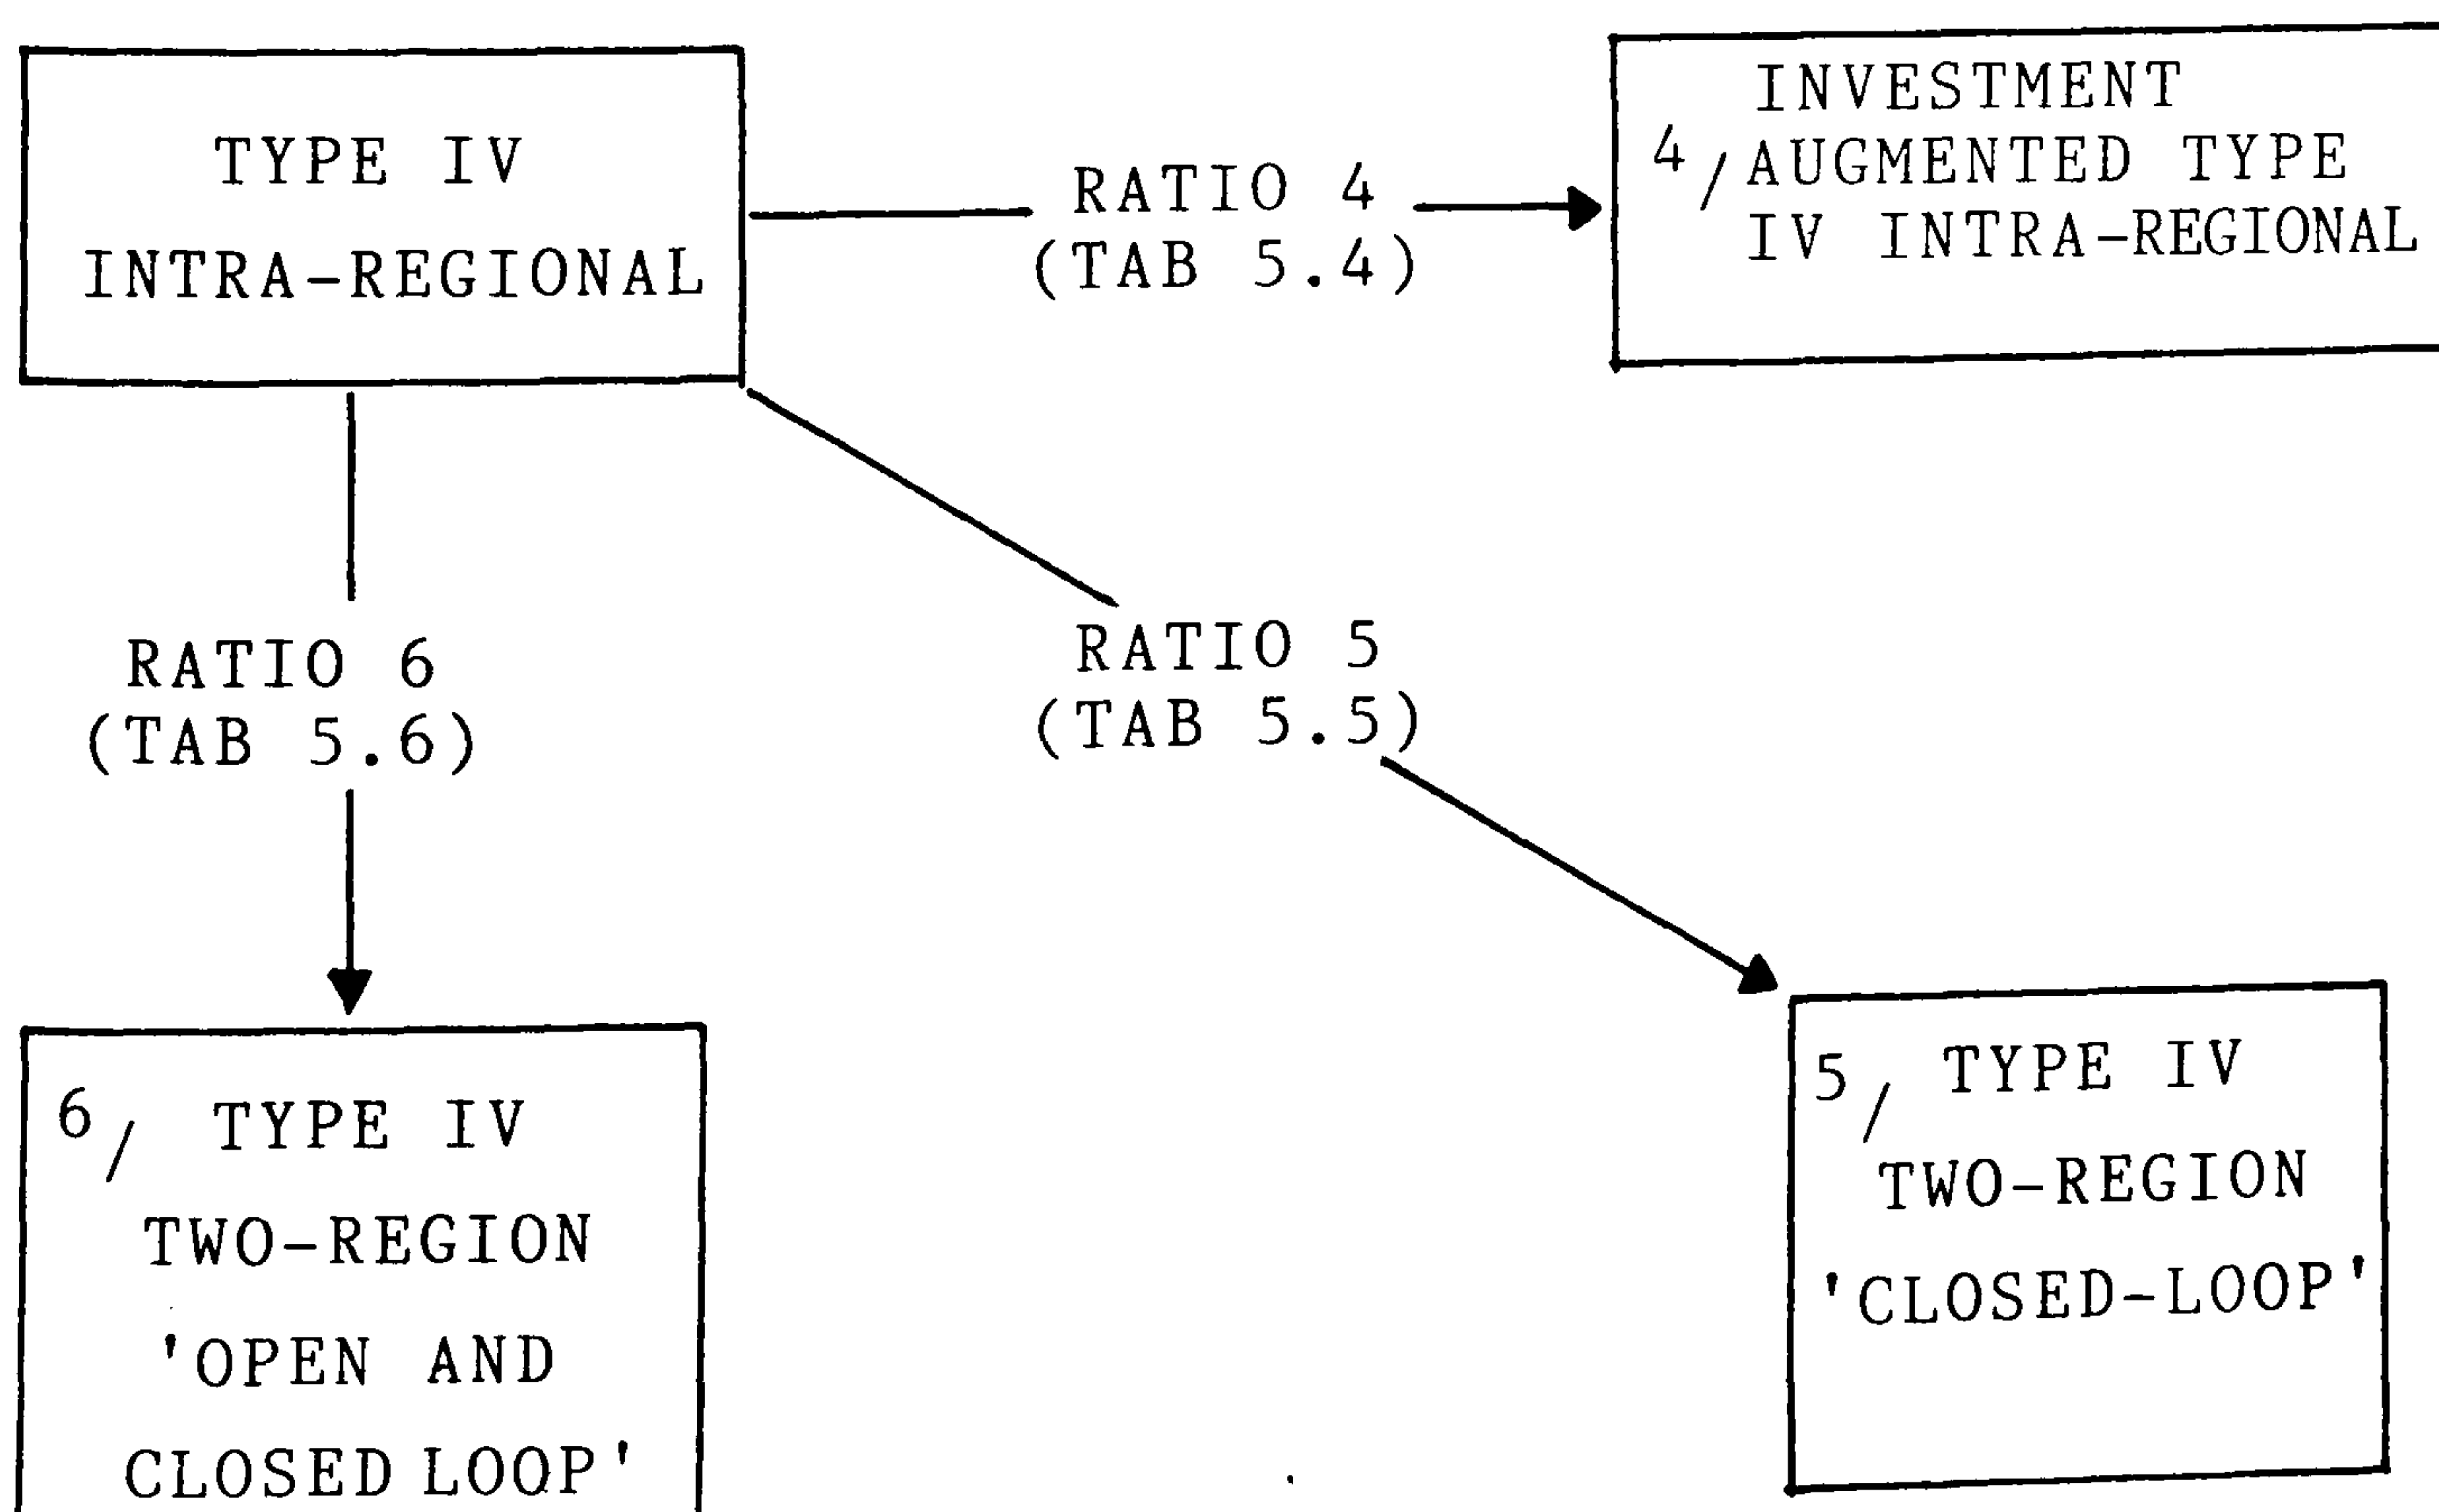 TYPE IV
INTRA-REGIONAL
RATIO 4
(TAB 5.4)
INVESTMENT
4/AUGMENTED TYPE
IV INTRA-REGIONAL
RATIO 6
(TAB 5.6)
RATIO 5
(TAB 5.5)
6/ TYPE IV
TWO-REGION
'OPEN AND
CLOSED LOOP'
5/ TYPE IV
TWO-REGION
'CLOSED-LOOP'